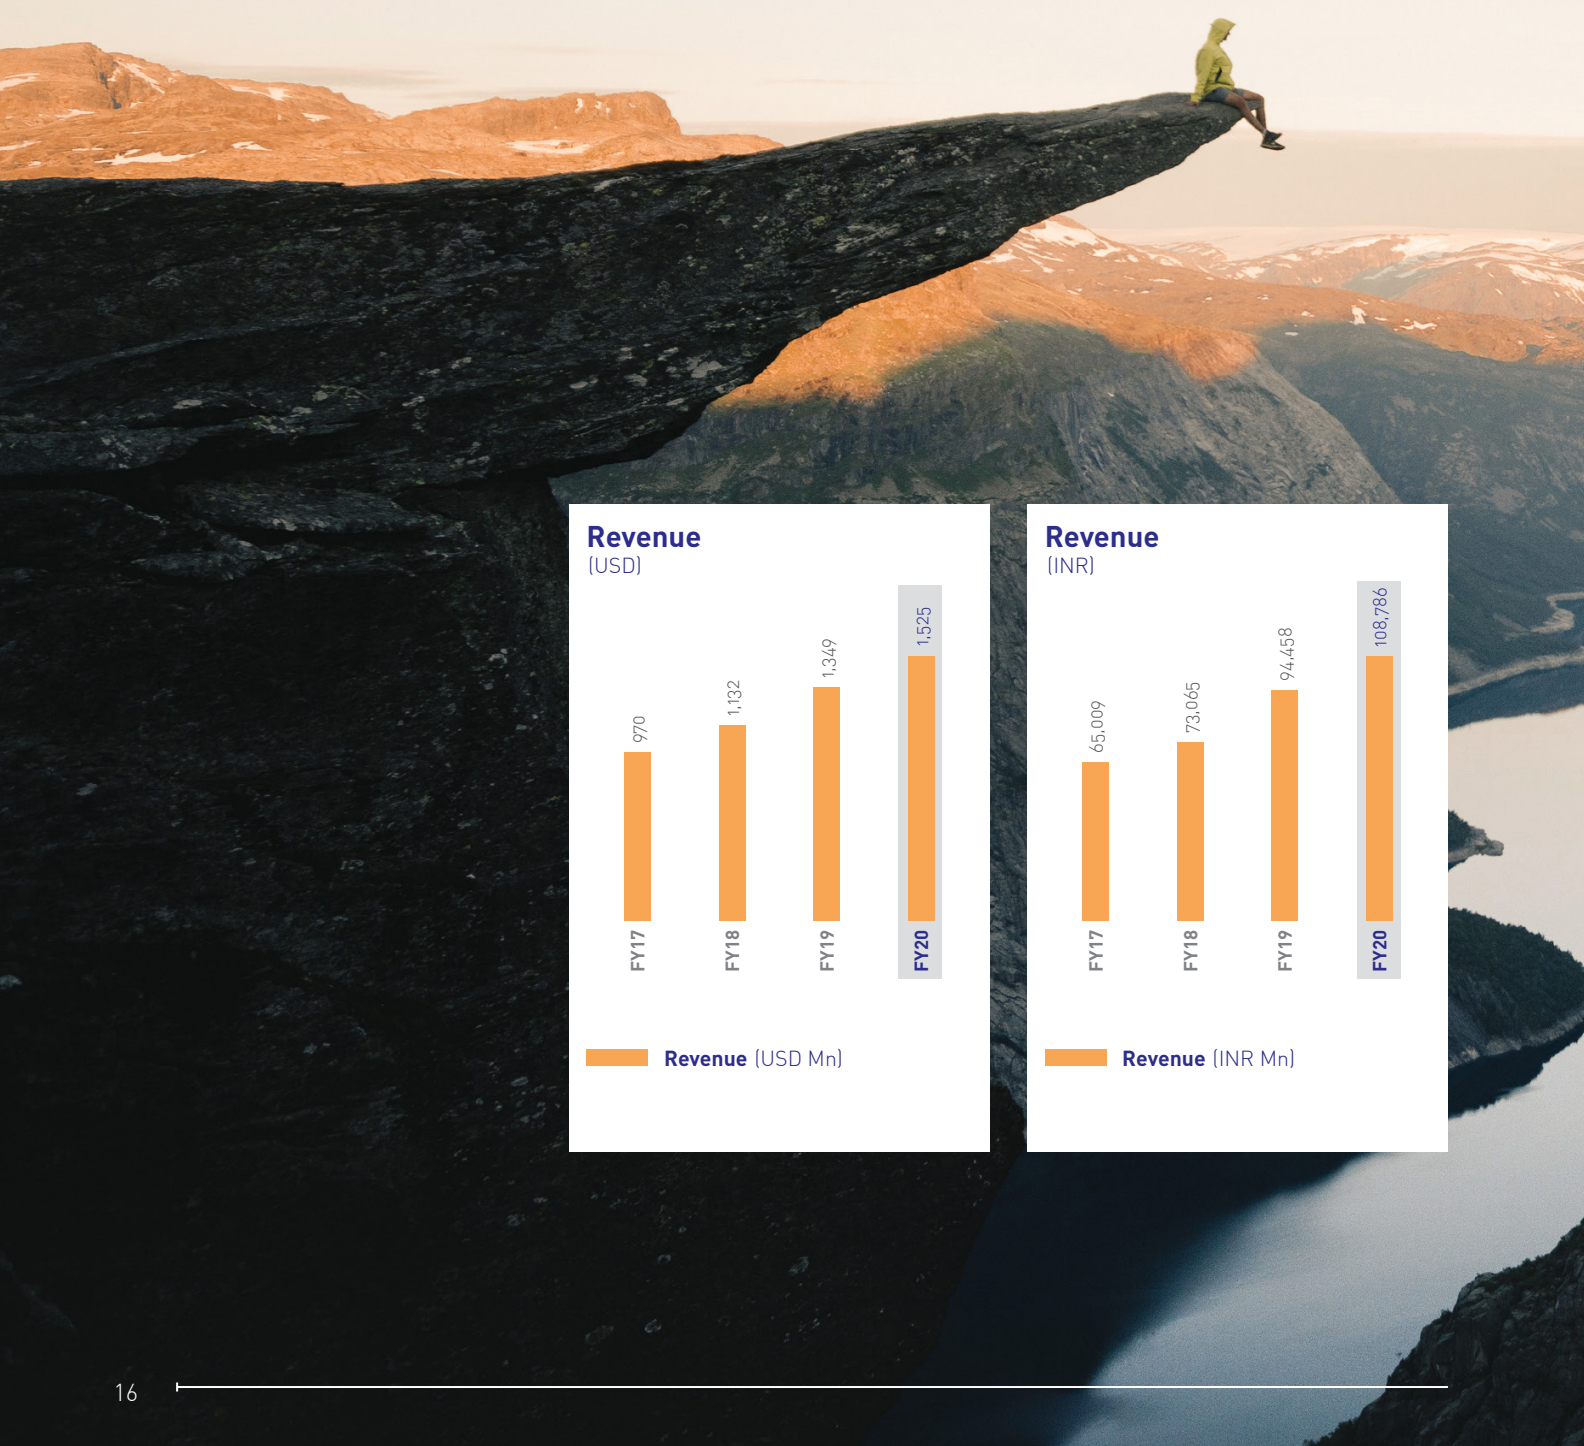 Revenue
(USD)
970
1,132
1,349
1,525
FY17
FY18
FY19
FY20
Revenue (USD Mn)
Revenue
(INR)
65,009
73,065
94,458
108,786
FY17
FY18
FY19
FY20
Revenue (INR Mn)
16